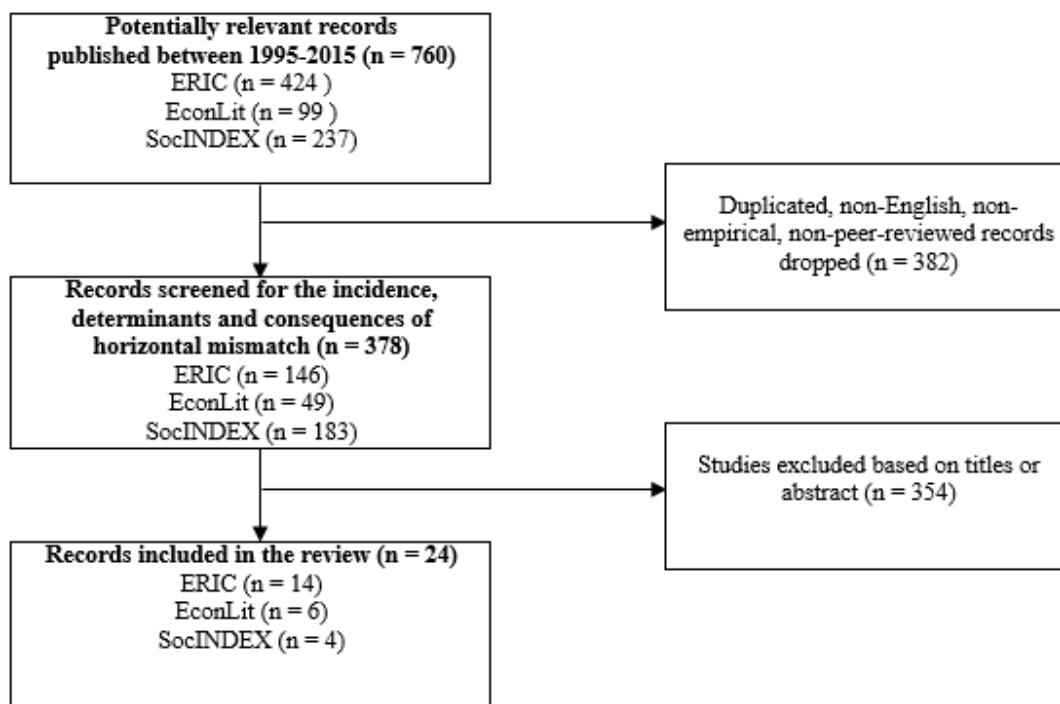 Potentially relevant records
published between 1995-2015 (n = 760)
ERIC (n = 424 )
EconLit (n = 99 )
SocINDEX (n = 237)
Duplicated, non-English, non-
empirical, non-peer-reviewed records
dropped (n = 382)
Records screened for the incidence,
determinants and consequences of
horizontal mismatch (n = 378)
ERIC (n = 146)
EconLit (n = 49)
SocINDEX (n = 183)
Studies excluded based on titles or
abstract (n = 354)
Records included in the review (n = 24)
ERIC (n = 14)
EconLit (n = 6)
SocINDEX (n = 4)